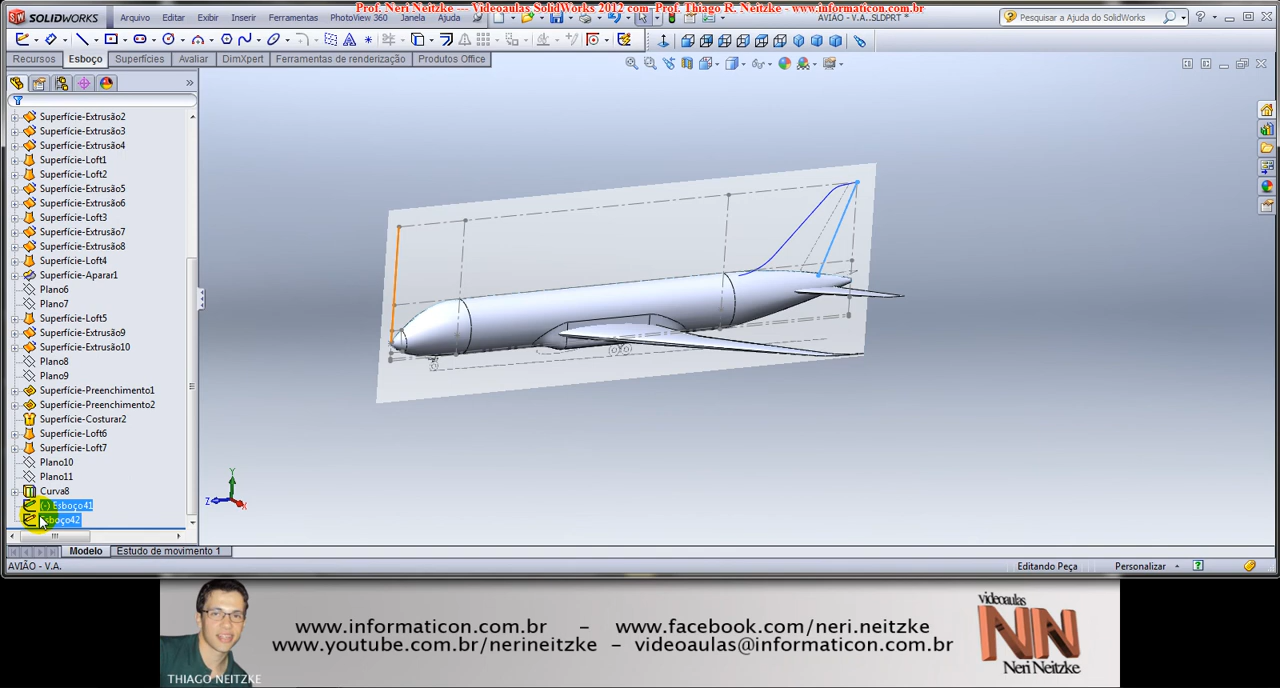 Prof. Neri Neitzke --- Videoaulas SolidWorks 2012 com Prof. Thiago R. Neitzke - www.informaticon.com.br
SOLIDWORKS Arquivo Editar Exibir Inserir Ferramentas PhotoView 360 Janela Ajuda AVIÃO - V.A..SLDPRT * Pesquisar a Ajuda do SolidWorks
Recursos Esboço Superfícies Avaliar DimXpert Ferramentas de renderização Produtos Office
Superfície-Extrusão2
Superfície-Extrusão3
Superfície-Extrusão4
Superfície-Loft1
Superfície-Loft2
Superfície-Extrusão5
Superfície-Extrusão6
Superfície-Loft3
Superfície-Extrusão7
Superfície-Extrusão8
Superfície-Loft4
Superfície-Aparar1
Plano6
Plano7
Superfície-Loft5
Superfície-Extrusão9
Superfície-Extrusão10
Plano8
Plano9
Superfície-Preenchimento1
Superfície-Preenchimento2
Superfície-Costurar2
Superfície-Loft6
Superfície-Loft7
Plano10
Plano11
Curva8
(-) Esboço41
Esboço42
Y
Z X
Modelo Estudo de movimento 1
AVIÃO - V.A. Editando Peça Personalizar
www.informaticon.com.br - www.facebook.com/neri.neitzke
www.youtube.com.br/nerineitzke - videoaulas@informaticon.com.br
videoaulas
NN
Neri Neitzke
THIAGO NEITZKE